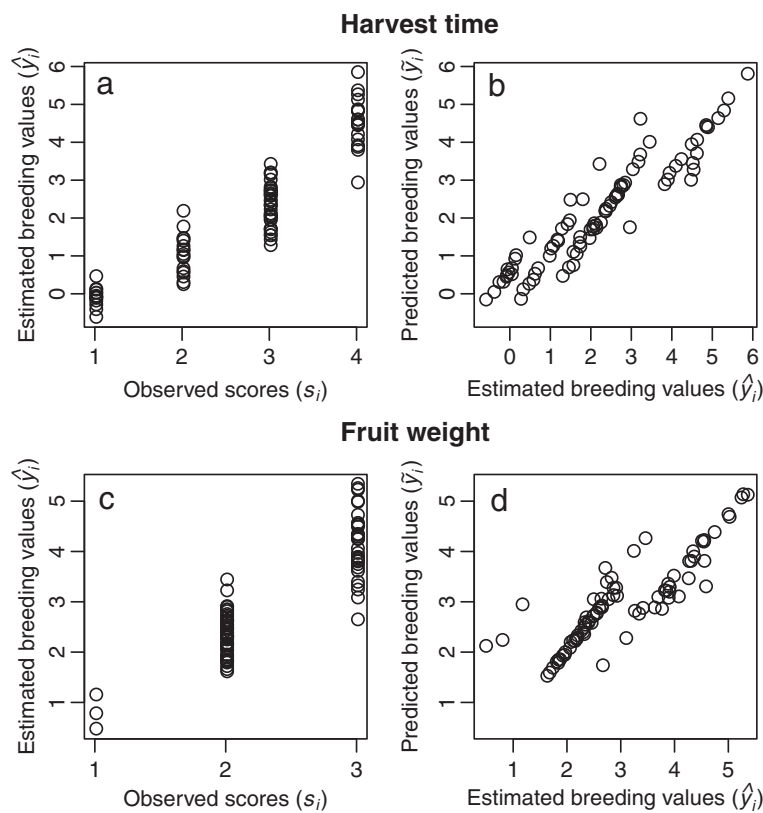 Harvest time
a
Estimated breeding values (ŷᵢ)
6
5
4
3
2
1
0
1 2 3 4
Observed scores (sᵢ)
b
Predicted breeding values (ỹᵢ)
6
5
4
3
2
1
0
0 1 2 3 4 5 6
Estimated breeding values (ŷᵢ)
Fruit weight
c
Estimated breeding values (ŷᵢ)
5
4
3
2
1
1 2 3
Observed scores (sᵢ)
d
Predicted breeding values (ỹᵢ)
5
4
3
2
1
1 2 3 4 5
Estimated breeding values (ŷᵢ)